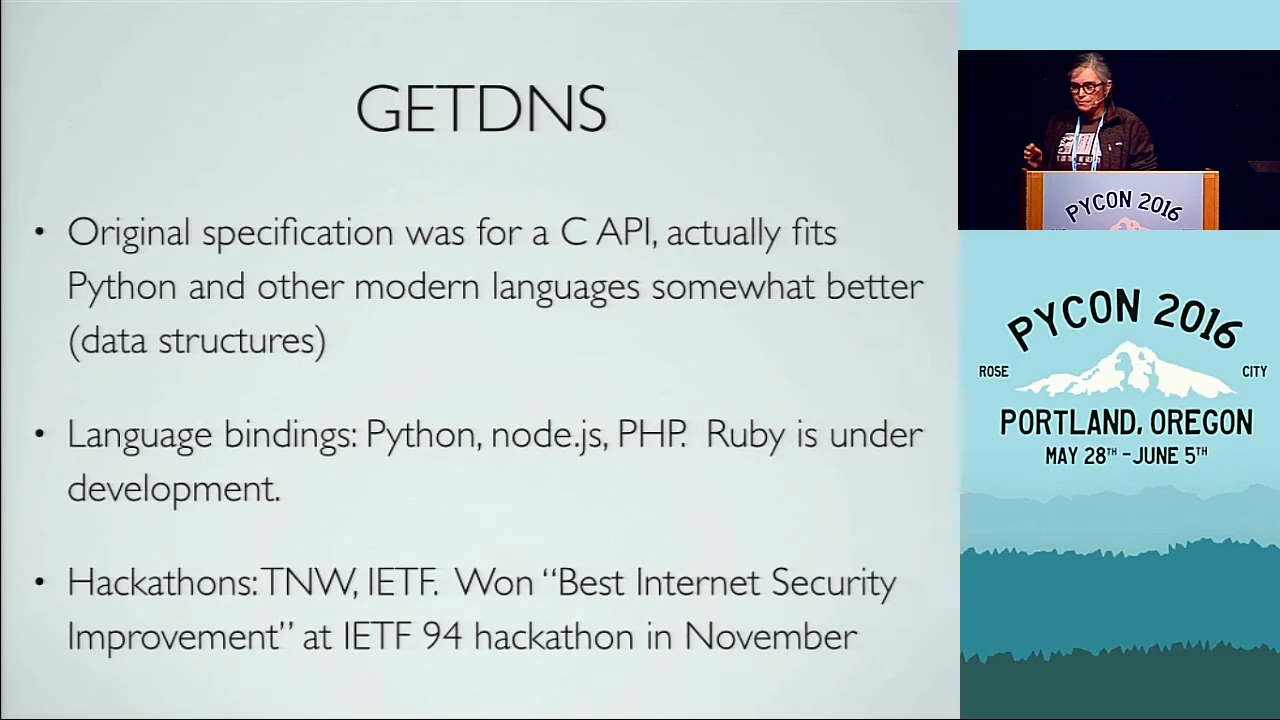 GETDNS
• Original specification was for a C API, actually fits
Python and other modern languages somewhat better
(data structures)
• Language bindings: Python, node.js, PHP. Ruby is under
development.
• Hackathons: TNW, IETF. Won “Best Internet Security
Improvement” at IETF 94 hackathon in November
PYCON 2016
PYCON 2016
ROSE CITY
PORTLAND, OREGON
MAY 28TH - JUNE 5TH